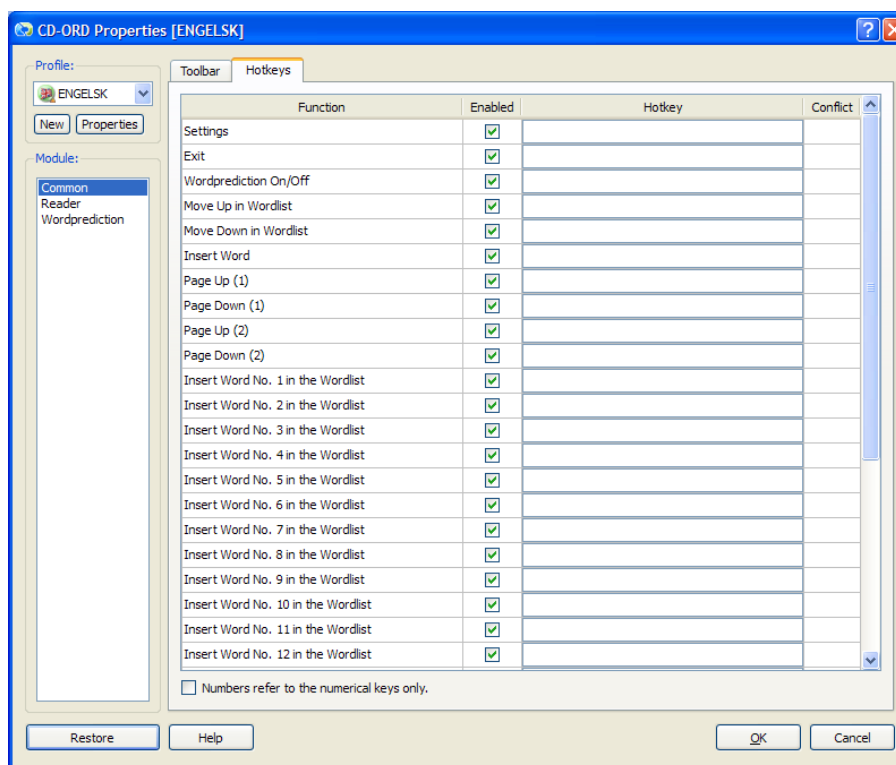 CD-ORD Properties [ENGELSK]
Profile:
ENGELSK
New Properties
Module:
Common
Reader
Wordprediction
Toolbar Hotkeys
Function Enabled Hotkey Conflict
Settings
Exit
Wordprediction On/Off
Move Up in Wordlist
Move Down in Wordlist
Insert Word
Page Up (1)
Page Down (1)
Page Up (2)
Page Down (2)
Insert Word No. 1 in the Wordlist
Insert Word No. 2 in the Wordlist
Insert Word No. 3 in the Wordlist
Insert Word No. 4 in the Wordlist
Insert Word No. 5 in the Wordlist
Insert Word No. 6 in the Wordlist
Insert Word No. 7 in the Wordlist
Insert Word No. 8 in the Wordlist
Insert Word No. 9 in the Wordlist
Insert Word No. 10 in the Wordlist
Insert Word No. 11 in the Wordlist
Insert Word No. 12 in the Wordlist
Numbers refer to the numerical keys only.
Restore Help OK Cancel